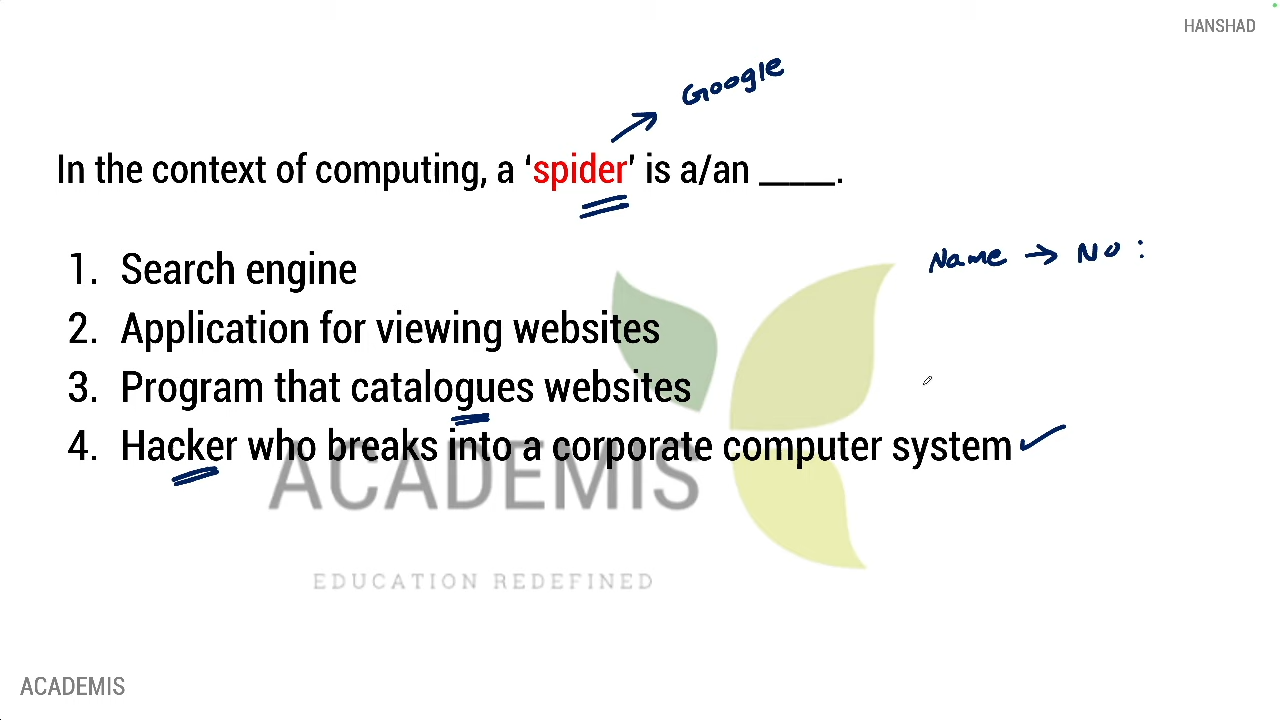 HANSHAD
Google
In the context of computing, a ‘spider’ is a/an _____.
Name → No :
1. Search engine
2. Application for viewing websites
3. Program that catalogues websites
4. Hacker who breaks into a corporate computer system ✓
ACADEMIS
EDUCATION REDEFINED
ACADEMIS